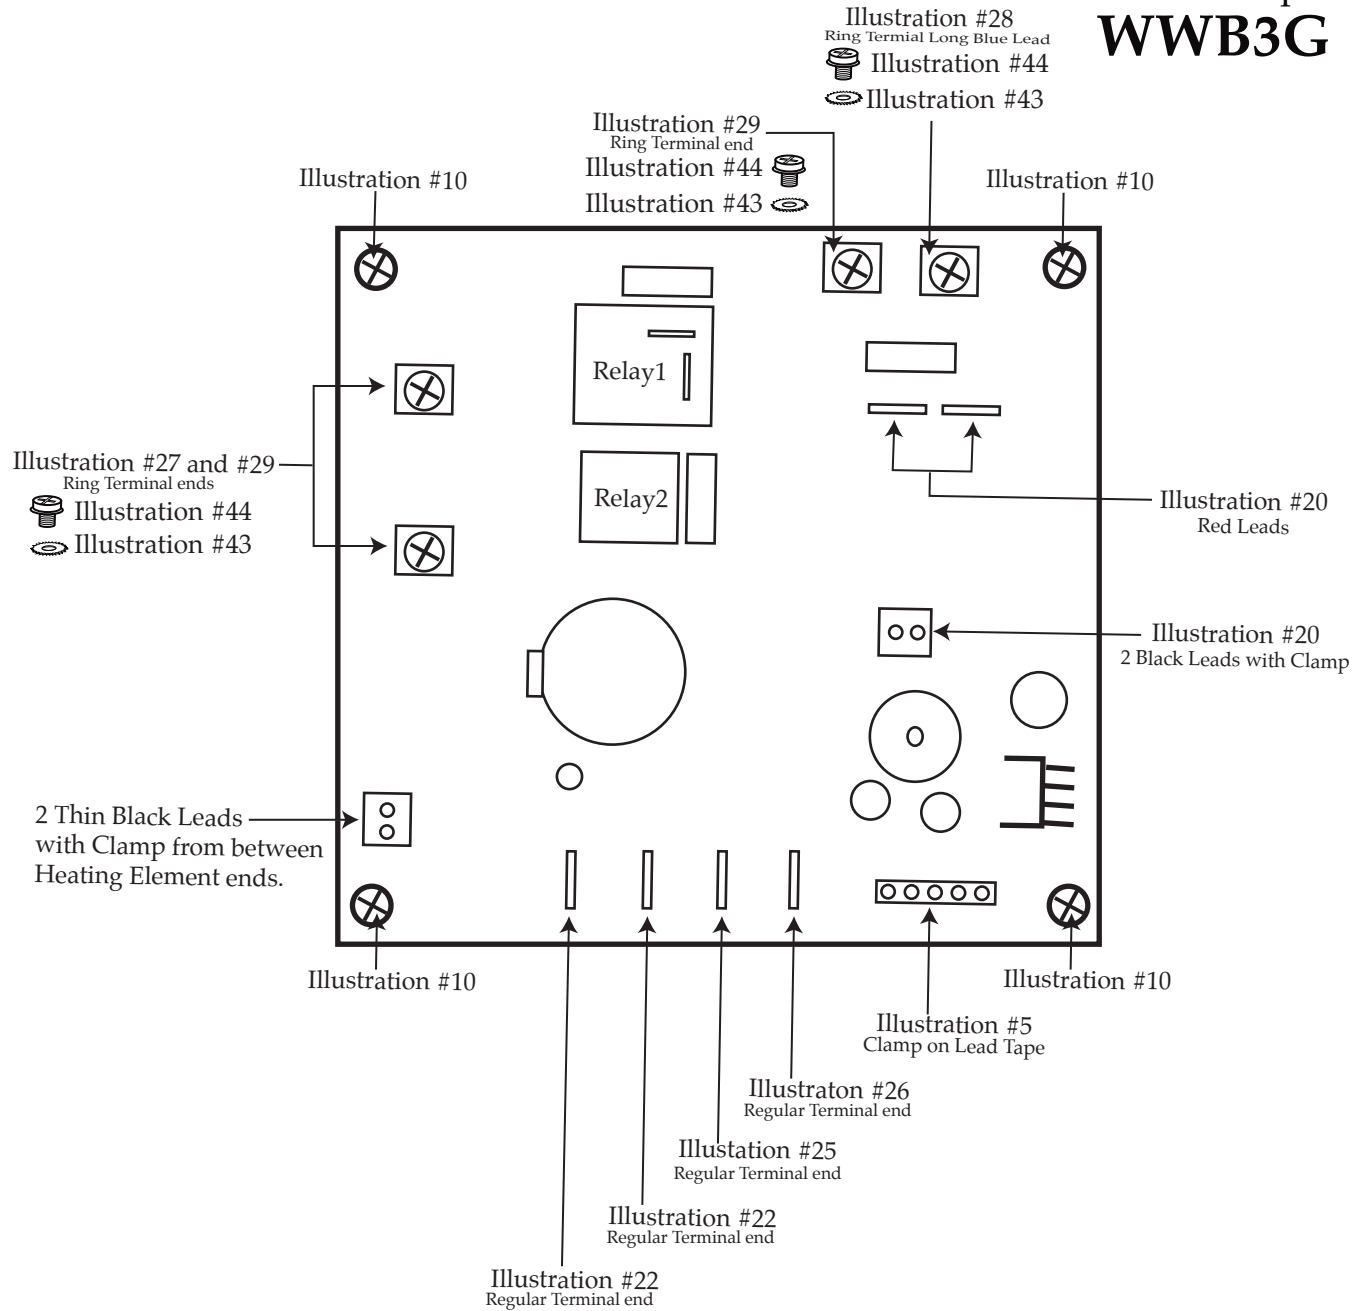 WWB3G
Illustration #28
Ring Termial Long Blue Lead
Illustration #44
Illustration #43
Illustration #29
Ring Terminal end
Illustration #44
Illustration #43
Illustration #10
Illustration #10
Relay1
Illustration #27 and #29
Ring Terminal ends
Illustration #44
Illustration #43
Relay2
Illustration #20
Red Leads
Illustration #20
2 Black Leads with Clamp
2 Thin Black Leads
with Clamp from between
Heating Element ends.
Illustration #10
Illustration #10
Illustration #5
Clamp on Lead Tape
Illustraton #26
Regular Terminal end
Illustation #25
Regular Terminal end
Illustration #22
Regular Terminal end
Illustration #22
Regular Terminal end